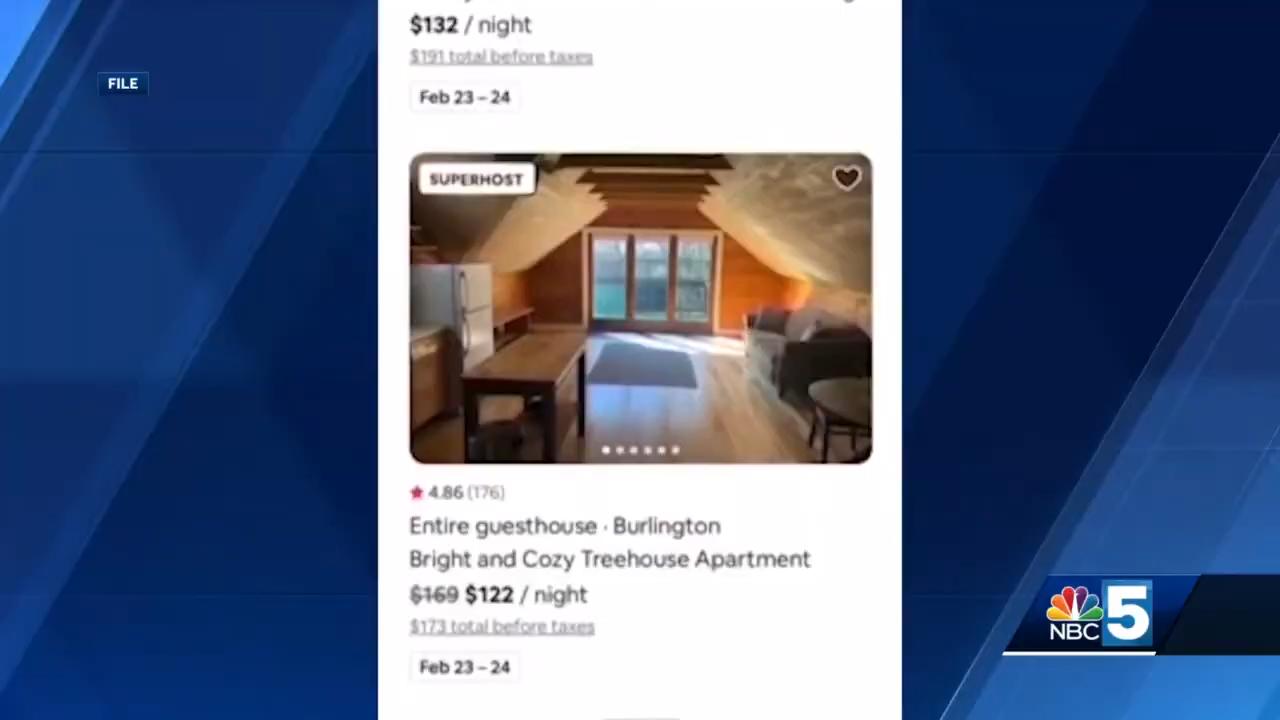 $132 / night
$191 total before taxes
FILE
Feb 23 – 24
SUPERHOST
4.86 (176)
Entire guesthouse · Burlington
Bright and Cozy Treehouse Apartment
$169 $122 / night
$173 total before taxes
Feb 23 – 24
NBC 5